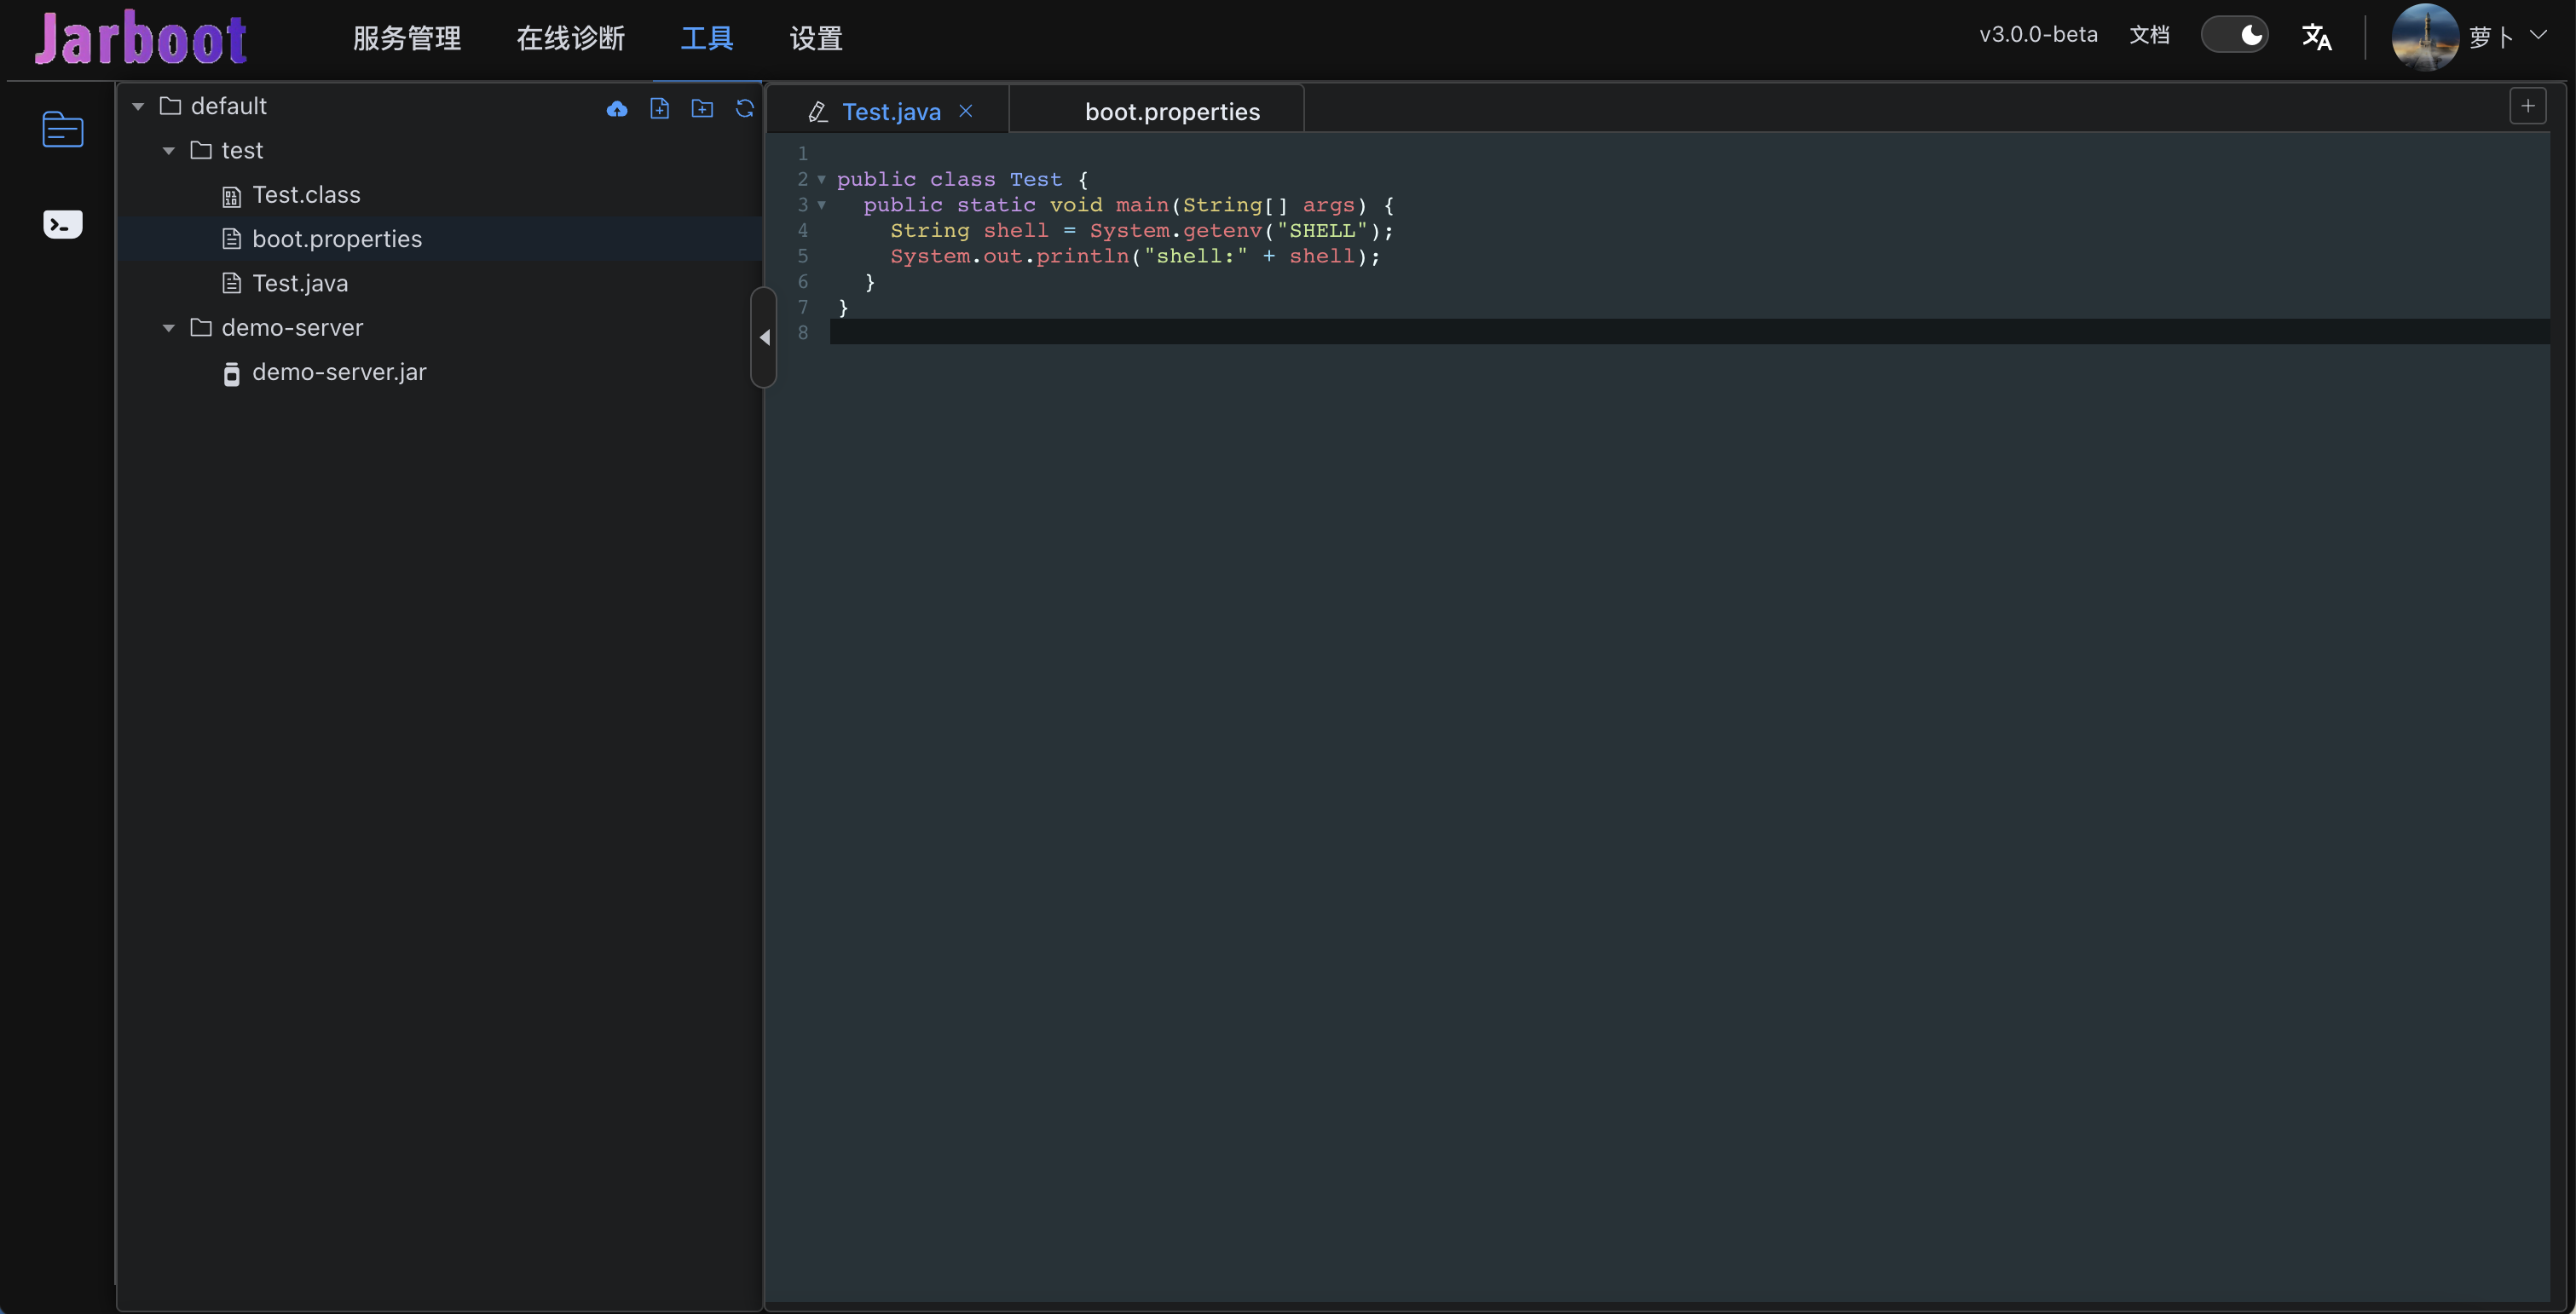 Jarboot 服务管理 在线诊断 工具 设置 v3.0.0-beta 文档 萝卜
default
test
Test.class
boot.properties
Test.java
demo-server
demo-server.jar
Test.java boot.properties
1
2 public class Test {
3 public static void main(String[] args) {
4 String shell = System.getenv("SHELL");
5 System.out.println("shell:" + shell);
6 }
7 }
8